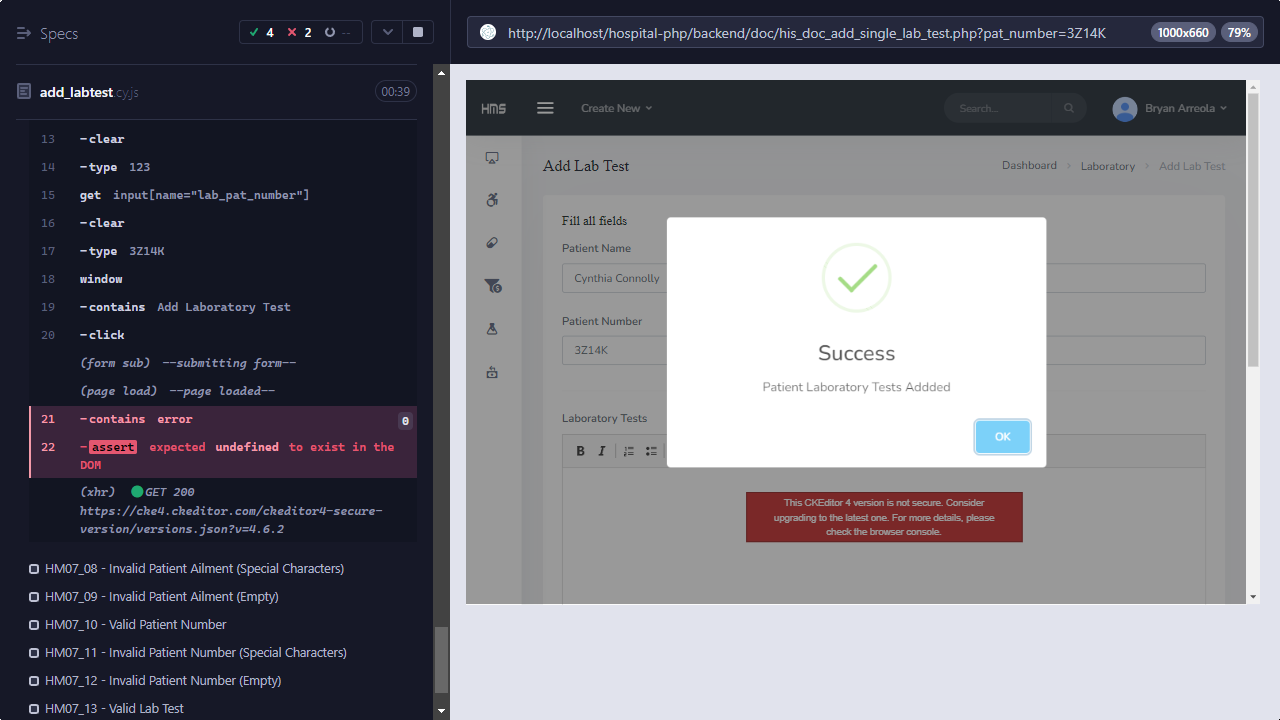 Specs
4
2
--
add_labtest.cy.js
00:39
13 -clear
14 -type 123
15 get input[name="lab_pat_number"]
16 -clear
17 -type 3Z14K
18 window
19 -contains Add Laboratory Test
20 -click
(form sub) --submitting form--
(page load) --page loaded--
21 -contains error 0
22 -assert expected undefined to exist in the
DOM
(xhr) GET 200
https://cke4.ckeditor.com/ckeditor4-secure-
version/versions.json?v=4.6.2
HM07_08 - Invalid Patient Ailment (Special Characters)
HM07_09 - Invalid Patient Ailment (Empty)
HM07_10 - Valid Patient Number
HM07_11 - Invalid Patient Number (Special Characters)
HM07_12 - Invalid Patient Number (Empty)
HM07_13 - Valid Lab Test
http://localhost/hospital-php/backend/doc/his_doc_add_single_lab_test.php?pat_number=3Z14K
1000x660
79%
HMS
Create New
Search...
Bryan Arreola
Add Lab Test
Dashboard > Laboratory > Add Lab Test
Fill all fields
Patient Name
Cynthia Connolly
Patient Number
3Z14K
Laboratory Tests
B I
Success
Patient Laboratory Tests Addded
OK
This CKEditor 4 version is not secure. Consider
upgrading to the latest one. For more details, please
check the browser console.